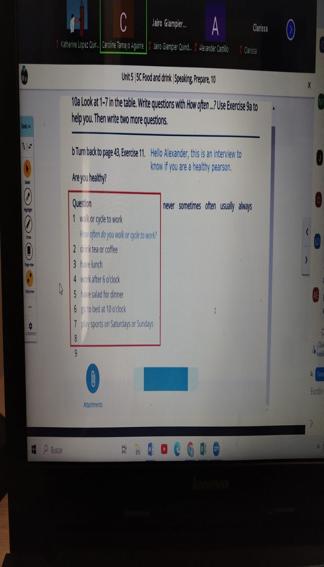 C
A
Katherine Lopez
Caroline Tamayo Agam
Jairo Giampier...
Jairo Giampier Quint...
Alexander Castillo
Clarissa
Clarissa
Unit 5 | 5C Food and drink | Speaking, Prepare, 10
X
10a Look at 1–7 in the table. Write questions with How often ...? Use Exercise 9a to
help you. Then write two more questions.
b Turn back to page 43, Exercise 11.
Hello Alexander, this is an interview to
know if you are a healthy pearson.
Are you healthy?
Question never sometimes often usually always
1 walk or cycle to work
How often do you walk or cycle to work?
2 drink tea or coffee
3 have lunch
4 work after 6 o'clock
5 have salad for dinner
6 go to bed at 10 o'clock
7 play sports on Saturdays or Sundays
8
9
Attachments
Buscar
lenovo